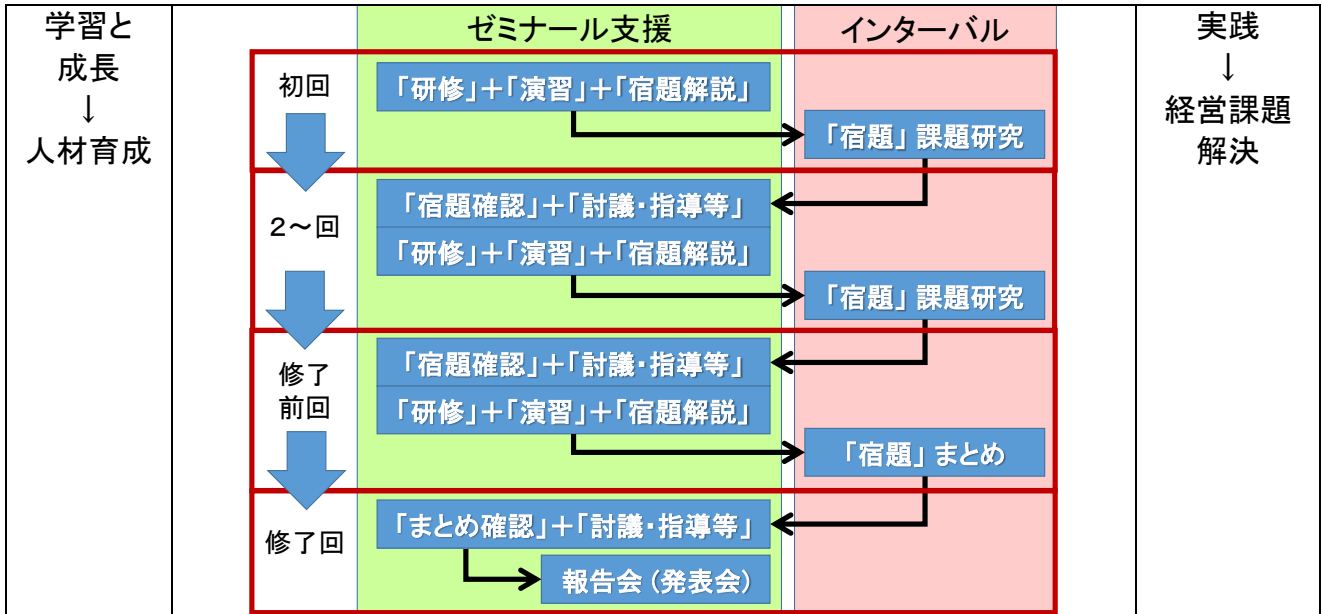 学習と
成長
↓
人材育成
ゼミナール支援
インターバル
初回
「研修」＋「演習」＋「宿題解説」
「宿題」課題研究
2～回
「宿題確認」＋「討議・指導等」
「研修」＋「演習」＋「宿題解説」
「宿題」課題研究
修了
前回
「宿題確認」＋「討議・指導等」
「研修」＋「演習」＋「宿題解説」
「宿題」まとめ
修了回
「まとめ確認」＋「討議・指導等」
報告会（発表会）
実践
↓
経営課題
解決